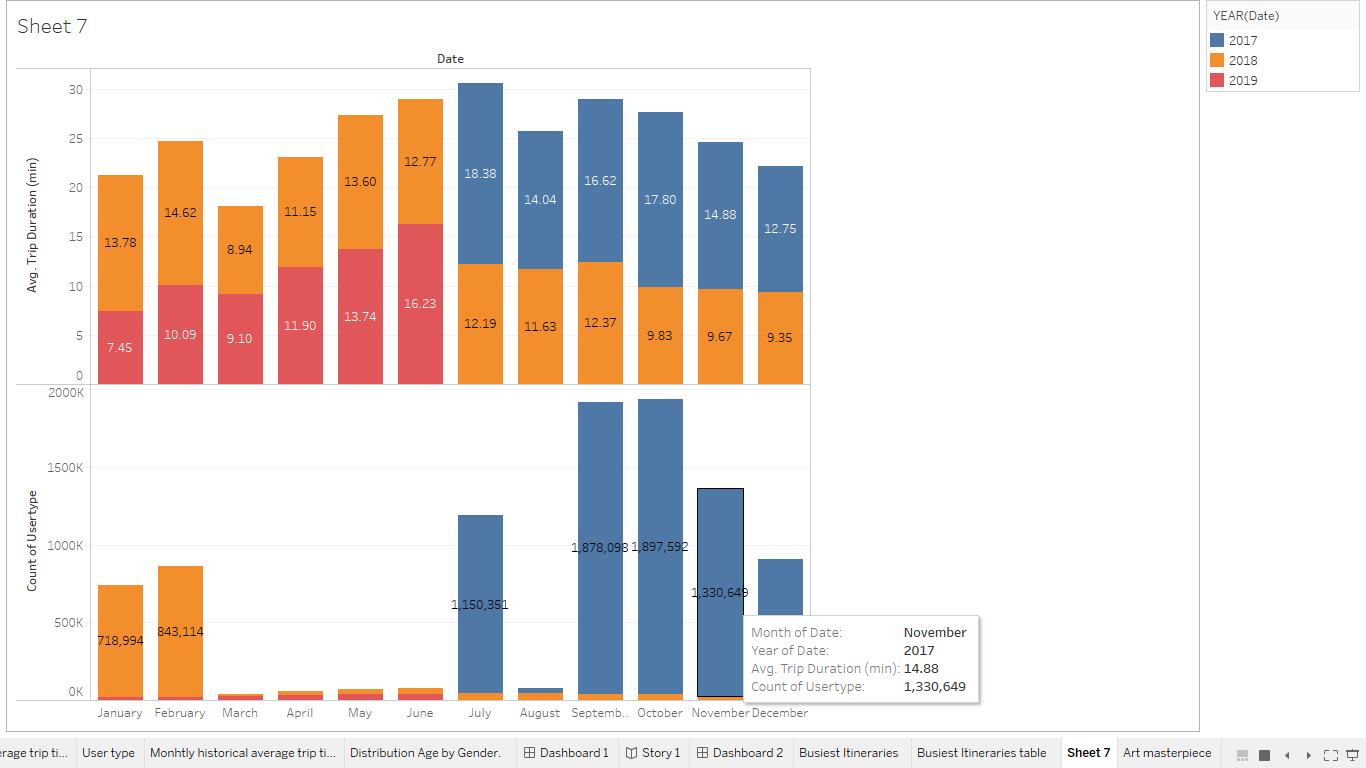 Sheet 7
YEAR(Date)
2017
2018
2019
Date
Avg. Trip Duration (min)
30
25
20
15
10
5
0
13.78
14.62
8.94
11.15
13.60
12.77
18.38
14.04
16.62
17.80
14.88
12.75
7.45
10.09
9.10
11.90
13.74
16.23
12.19
11.63
12.37
9.83
9.67
9.35
Count of Usertype
2000K
1500K
1000K
500K
0K
718,994
843,114
1,150,351
1,878,098
1,897,592
1,330,649
Month of Date: November
Year of Date: 2017
Avg. Trip Duration (min): 14.88
Count of Usertype: 1,330,649
January February March April May June July August Septemb.. October November December
erage trip ti... User type Monhtly historical average trip ti... Distribution Age by Gender. Dashboard 1 Story 1 Dashboard 2 Busiest Itineraries Busiest Itineraries table Sheet 7 Art masterpiece